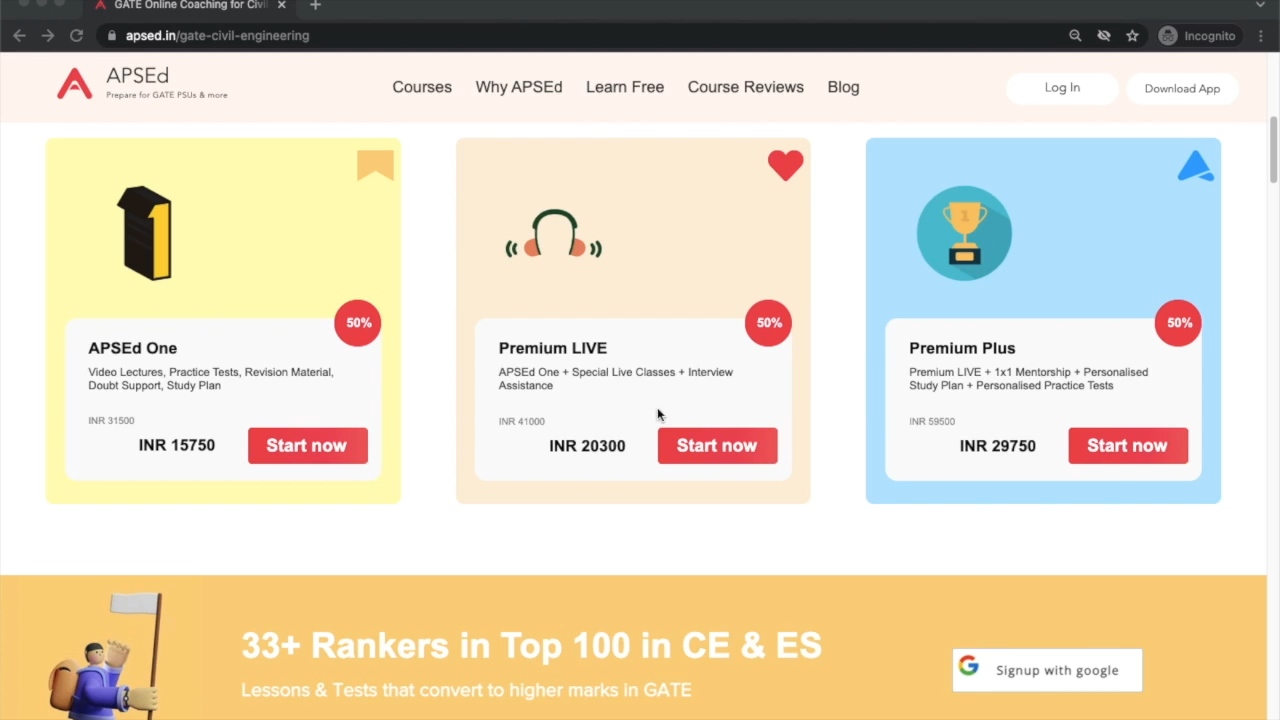 GATE Online Coaching for Civi
apsed.in/gate-civil-engineering
Incognito
APSEd
Prepare for GATE PSUs & more
Courses
Why APSEd
Learn Free
Course Reviews
Blog
Log In
Download App
1
50%
APSEd One
Video Lectures, Practice Tests, Revision Material,
Doubt Support, Study Plan
INR 31500
INR 15750
Start now
50%
Premium LIVE
APSEd One + Special Live Classes + Interview
Assistance
INR 41000
INR 20300
Start now
1
50%
Premium Plus
Premium LIVE + 1x1 Mentorship + Personalised
Study Plan + Personalised Practice Tests
INR 59500
INR 29750
Start now
33+ Rankers in Top 100 in CE & ES
Lessons & Tests that convert to higher marks in GATE
Signup with google